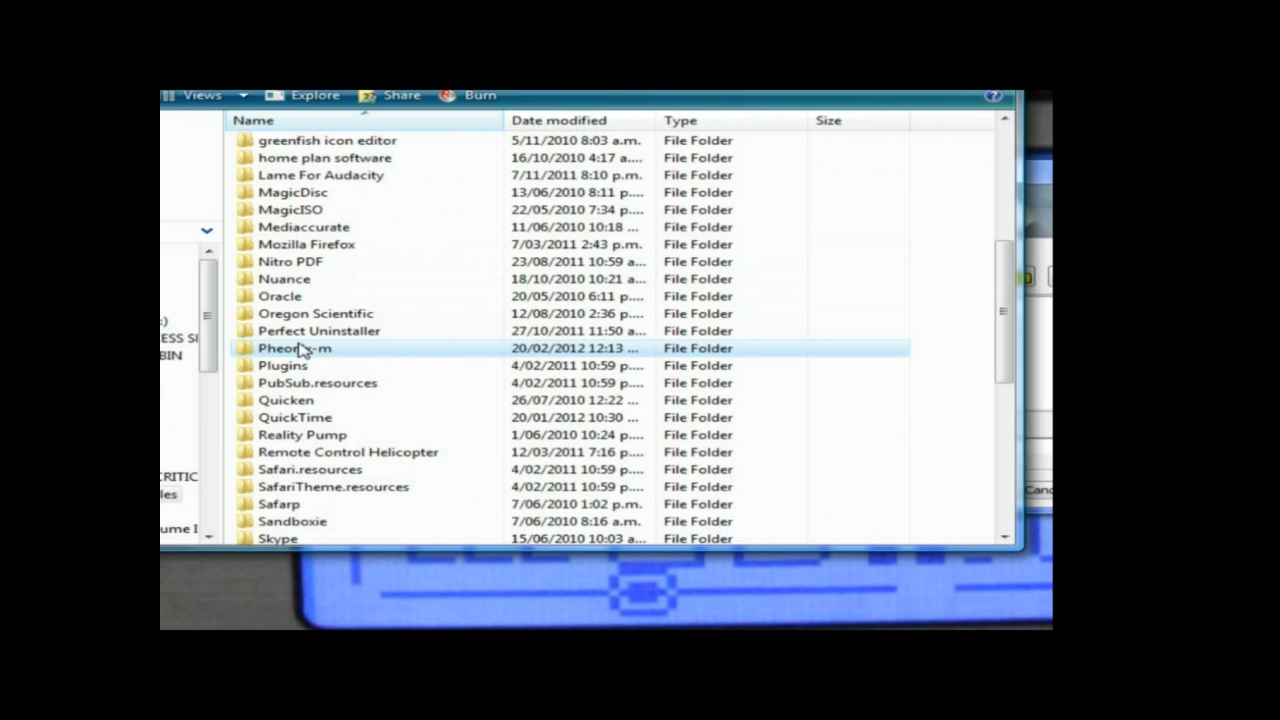 Views Explore Share Burn
Name Date modified Type Size
greenfish icon editor 5/11/2010 8:03 a.m. File Folder
home plan software 16/10/2010 4:17 a.... File Folder
Lame For Audacity 7/11/2011 8:10 p.m. File Folder
MagicDisc 13/06/2010 8:11 p.... File Folder
MagicISO 22/05/2010 7:34 p.... File Folder
Mediaccurate 11/06/2010 10:18 ... File Folder
Mozilla Firefox 7/03/2011 2:43 p.m. File Folder
Nitro PDF 23/08/2011 10:59 a... File Folder
Nuance 18/10/2010 10:21 a... File Folder
Oracle 20/05/2010 6:11 p.... File Folder
Oregon Scientific 12/08/2010 2:36 p.... File Folder
:)
ESS SI
Perfect Uninstaller 27/10/2011 11:50 a... File Folder
BIN
20/02/2012 12:13 ... File Folder
Plugins 4/02/2011 10:59 p.... File Folder
PubSub.resources 4/02/2011 10:59 p.... File Folder
Quicken 26/07/2010 12:22 ... File Folder
QuickTime 20/01/2012 10:30 ... File Folder
Reality Pump 1/06/2010 10:24 p... File Folder
Remote Control Helicopter 12/03/2011 7:16 p.... File Folder
CRITIC
Safari.resources 4/02/2011 10:59 p.... File Folder
les
SafariTheme.resources 4/02/2011 10:59 p.... File Folder
Safarp 7/06/2010 1:02 p.m. File Folder
ume I
Sandboxie 7/06/2010 8:16 a.m. File Folder
Skype 15/06/2010 10:03 a... File Folder
Canc